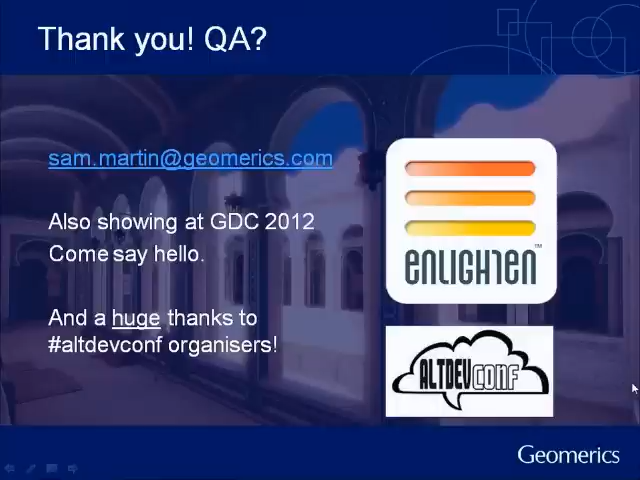 Thank you! QA?
sam.martin@geomerics.com
Also showing at GDC 2012
Come say hello.
And a huge thanks to
#altdevconf organisers!
enlighten™
ALTDEVCONF
Geomerics